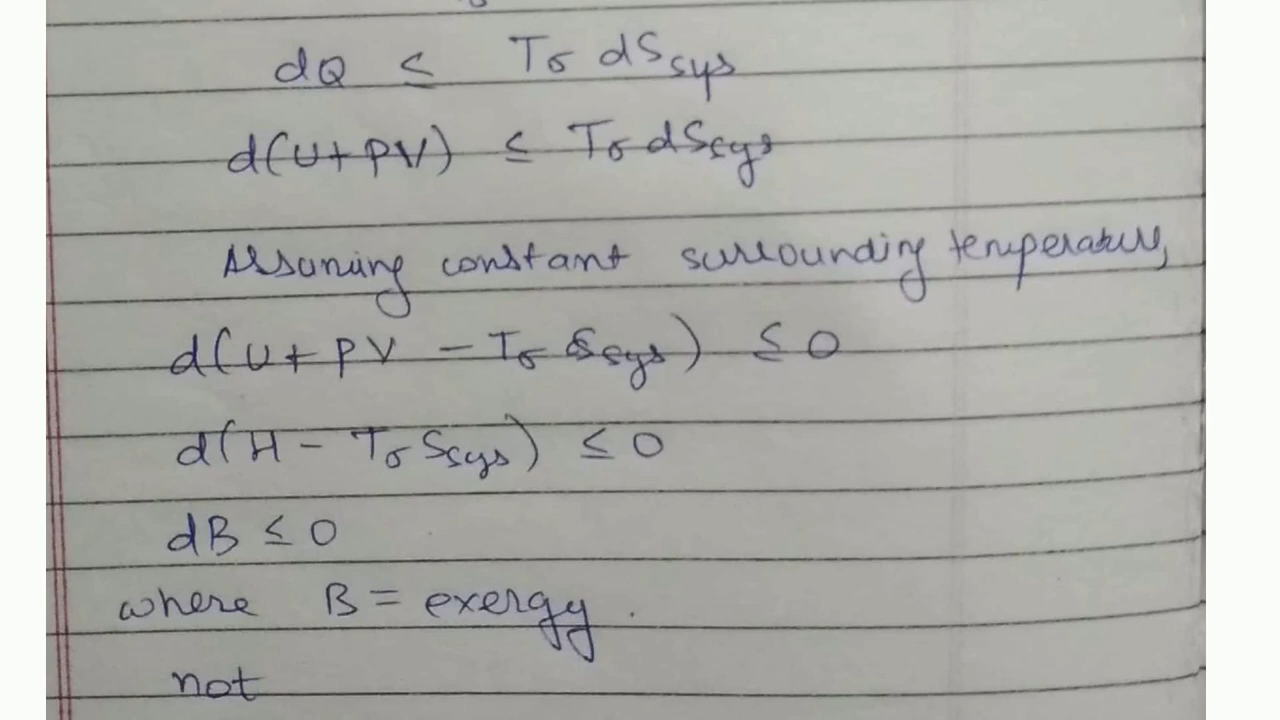 dQ ≤ Tσ dSsys
d(U+PV) ≤ Tσ dSsys
Assuming constant surrounding temperature,
d(U+PV - Tσ Ssys) ≤ 0
d(H - Tσ Ssys) ≤ 0
dB ≤ 0
where B = exergy.
not